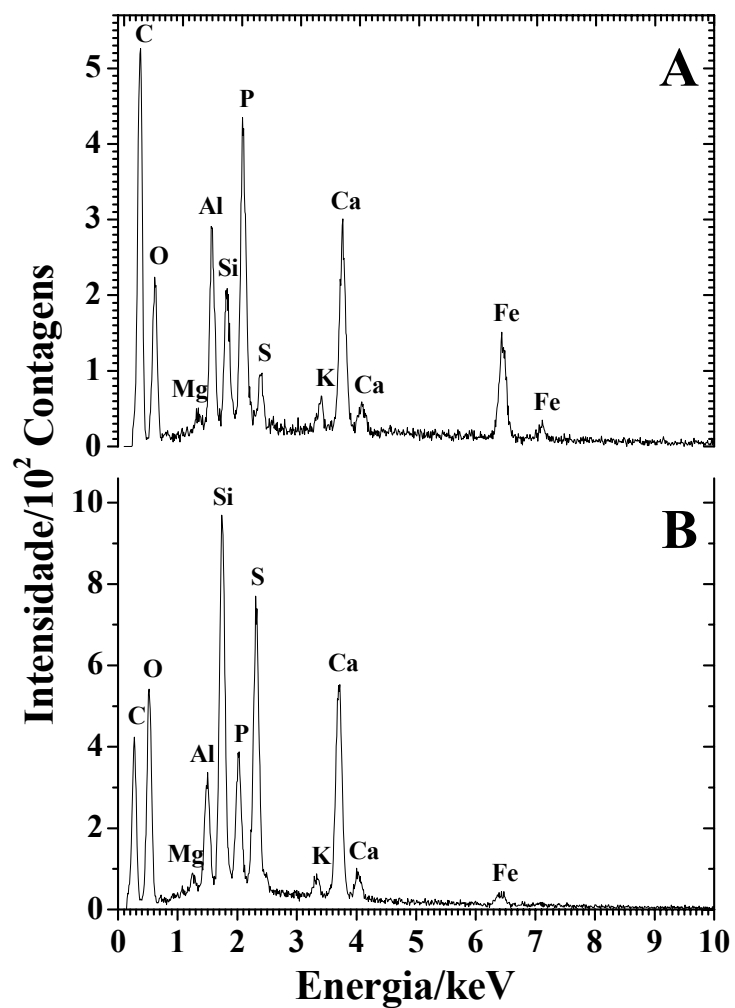 A
C
P
5
4
Al
Ca
3
O
Si
2
Fe
S
1
Mg
K
Ca
Fe
0
Intensidade/10² Contagens
B
Si
10
S
8
O
Ca
6
C
Al
P
4
2
Mg
K
Ca
Fe
0
0 1 2 3 4 5 6 7 8 9 10
Energia/keV